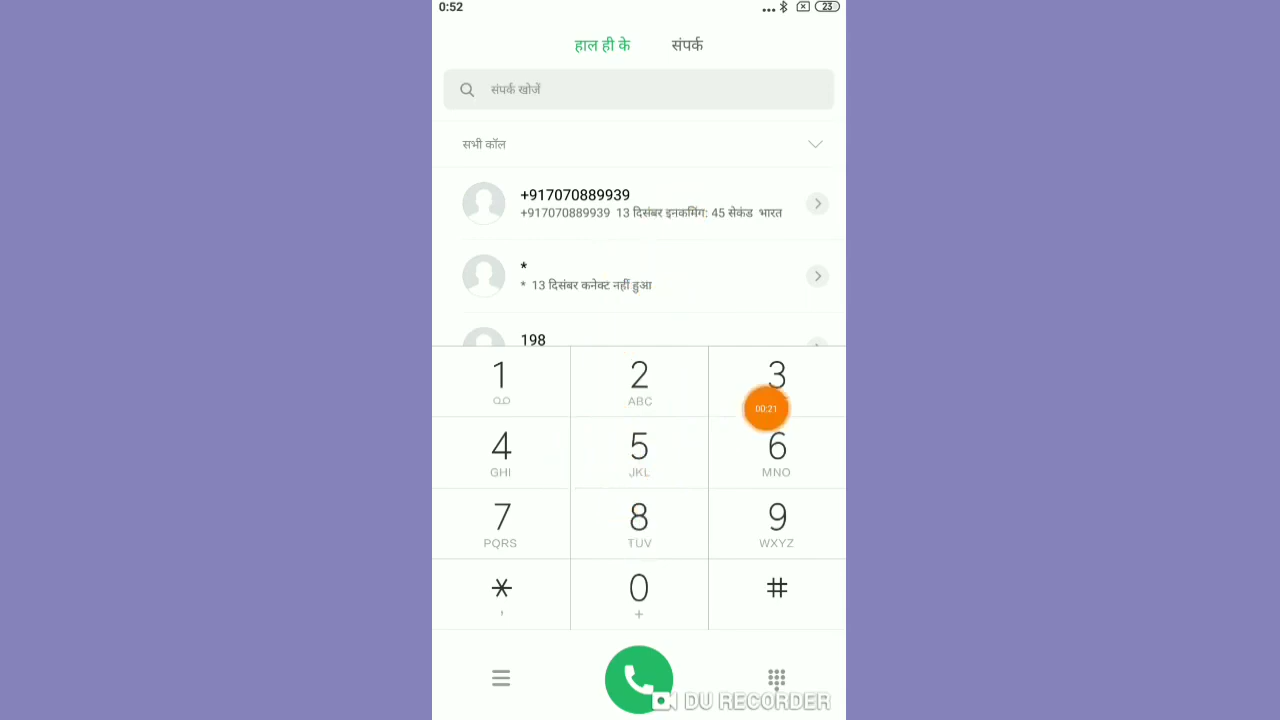 0:52
23
हाल ही के
संपर्क
संपर्क खोजें
सभी कॉल
+917070889939
+917070889939 13 दिसंबर इनकमिंग: 45 सेकंड भारत
*
* 13 दिसंबर कनेक्ट नहीं हुआ
198
1 2 3
ABC
00:21
4 5 6
GHI JKL MNO
7 8 9
PQRS TUV WXYZ
* 0 #
, +
DU RECORDER